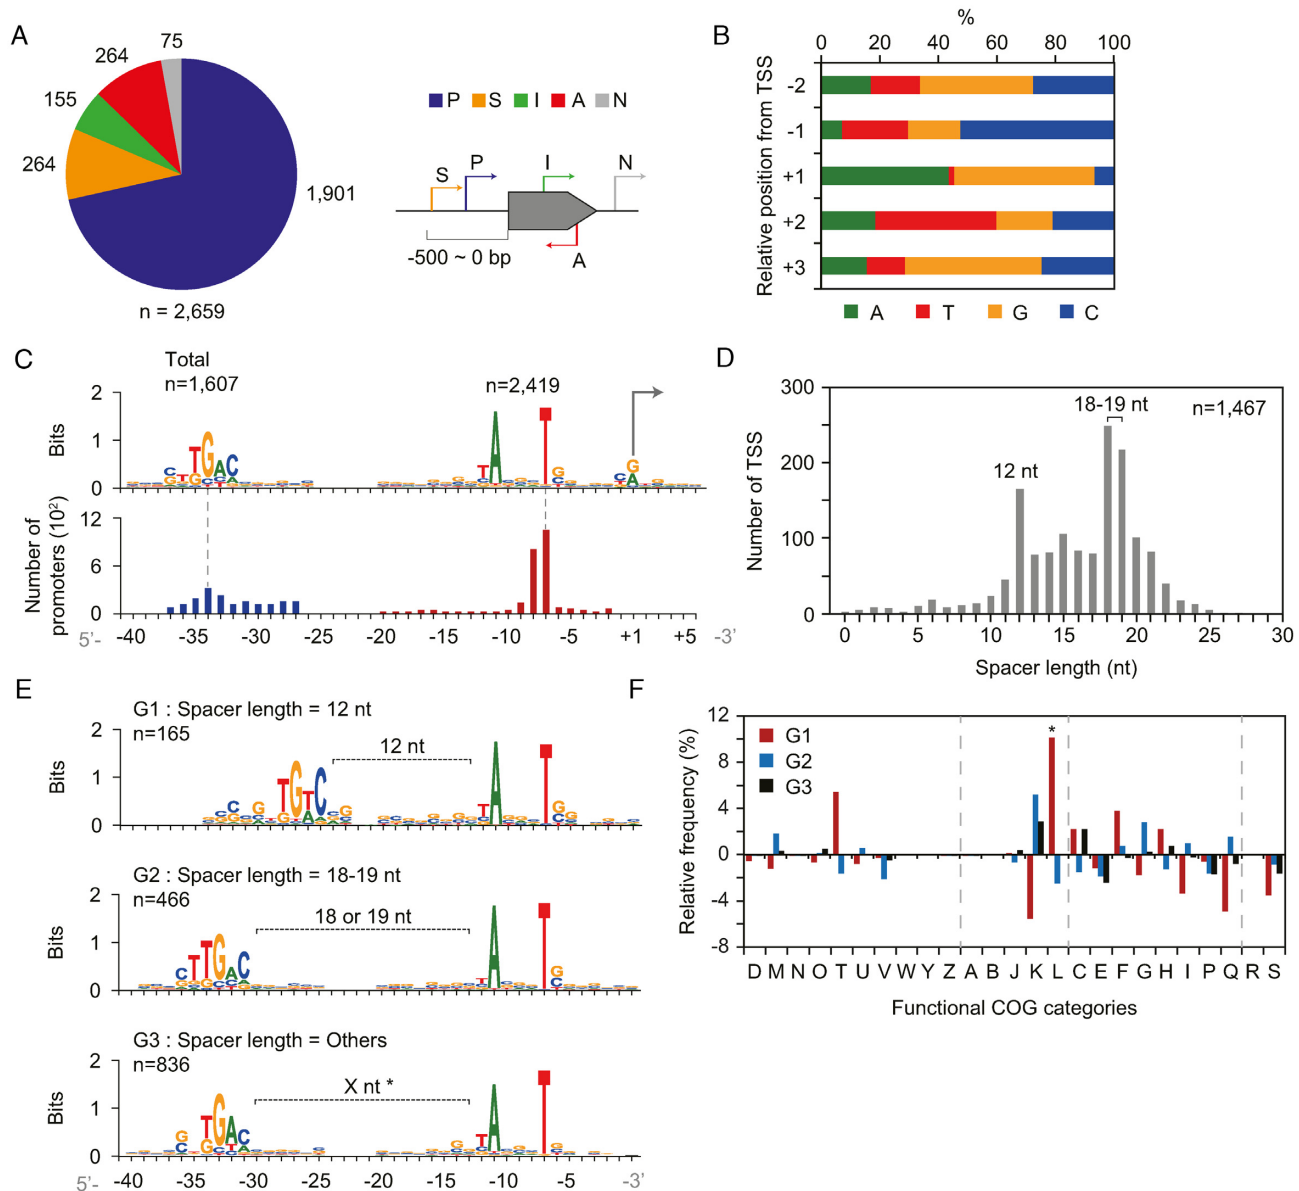 A
75
264
155
264
1,901
n = 2,659
P S I A N
S P I N
-500 ~ 0 bp
A
B
%
0 20 40 60 80 100
Relative position from TSS
-2
-1
+1
+2
+3
A T G C
C
Total
n=1,607
n=2,419
Bits
2
1
0
Number of
promoters (10²)
12
6
0
5'- -40 -35 -30 -25 -20 -10 -5 +1 +5 -3'
D
300
200
100
0
Number of TSS
12 nt
18-19 nt
n=1,467
0 5 10 15 20 25 30
Spacer length (nt)
E
G1 : Spacer length = 12 nt
n=165
12 nt
Bits
2
1
0
G2 : Spacer length = 18-19 nt
n=466
18 or 19 nt
Bits
2
1
0
G3 : Spacer length = Others
n=836
X nt *
Bits
2
1
0
5'- -40 -35 -30 -25 -20 -15 -10 -5 -3'
F
12
8
4
0
-4
-8
Relative frequency (%)
G1
G2
G3
*
D M N O T U V W Y Z A B J K L C E F G H I P Q R S
Functional COG categories